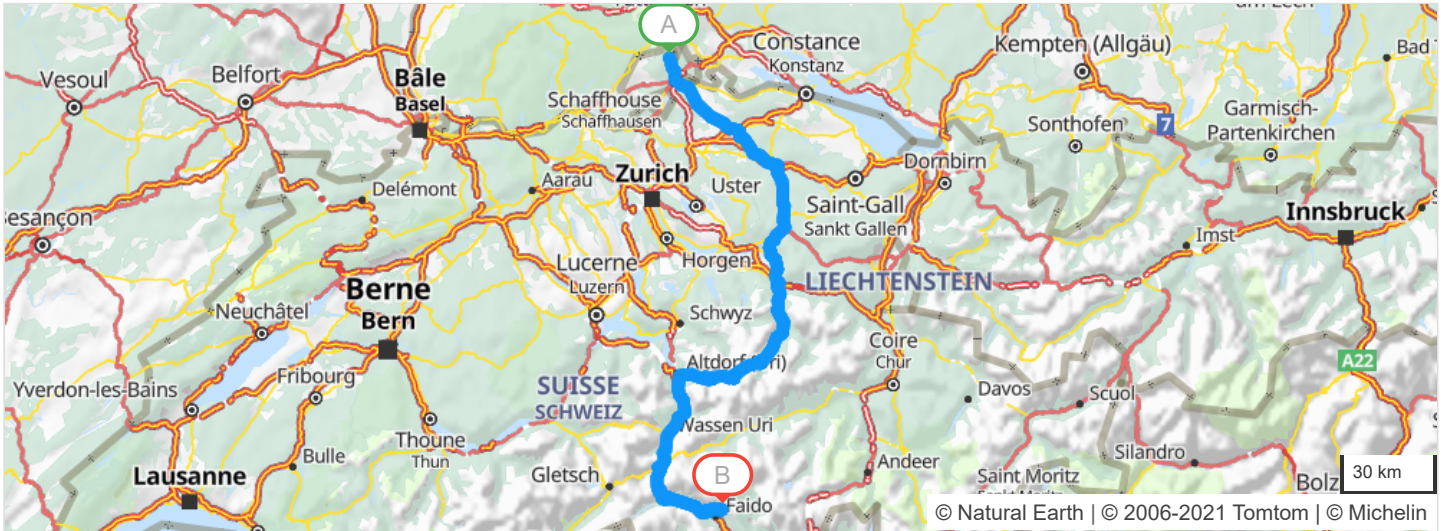 A
Constance
Konstanz
Kempten (Allgäu)
Bad
Vesoul
Belfort
Bâle
Basel
Schaffhouse
Schaffhausen
7
Sonthofen
Garmisch-
Partenkirchen
Delémont
Aarau
Zurich
Uster
Dornbirn
Saint-Gall
Sankt Gallen
Innsbruck
Imst
Lucerne
Luzern
Horgen
LIECHTENSTEIN
Berne
Bern
Neuchâtel
Schwyz
Coire
Chur
A22
Yverdon-les-Bains
Fribourg
SUISSE
SCHWEIZ
Altdorf (Uri)
Davos
Scuol
Thoune
Thun
Wassen Uri
Bulle
Lausanne
Gletsch
B
Faido
Andeer
Saint Moritz
Silandro
30 km
© Natural Earth | © 2006-2021 Tomtom | © Michelin